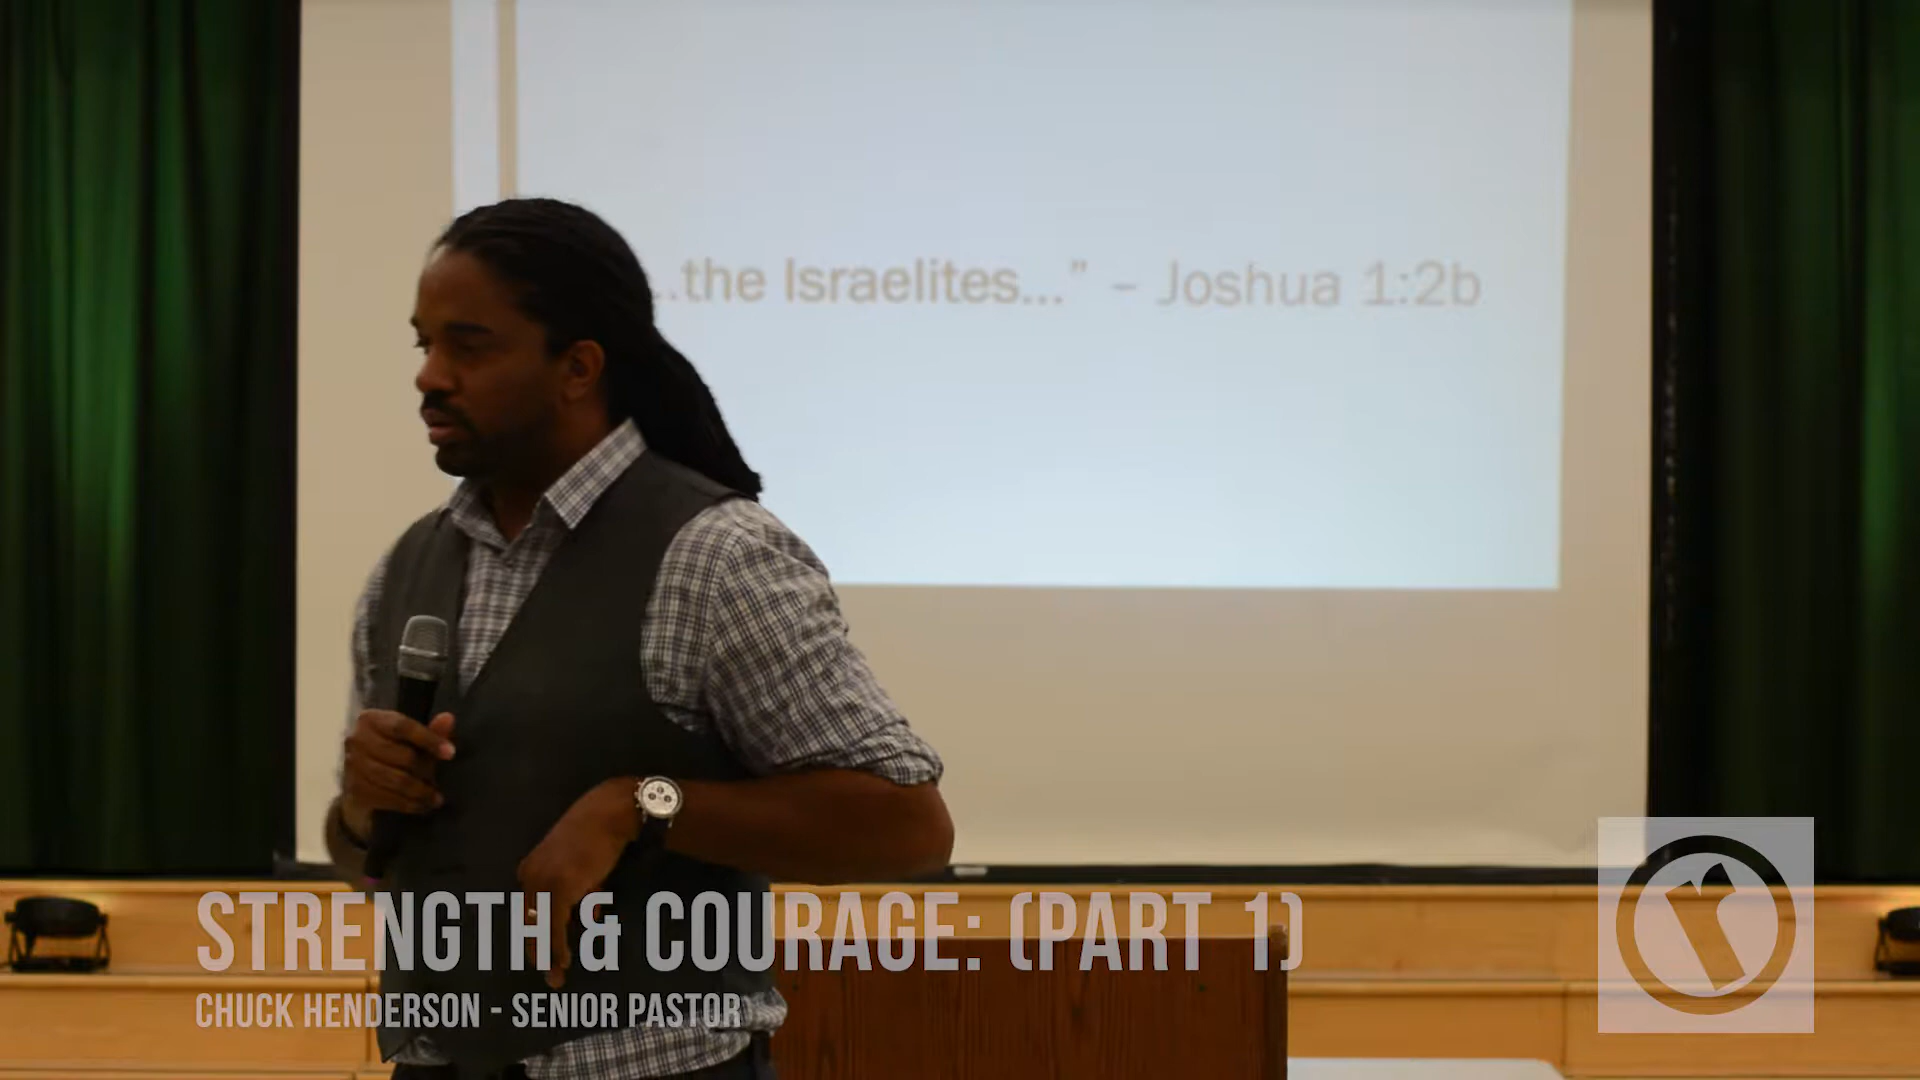 ..the Israelites...” – Joshua 1:2b
STRENGTH & COURAGE: (PART 1)
CHUCK HENDERSON - SENIOR PASTOR
r